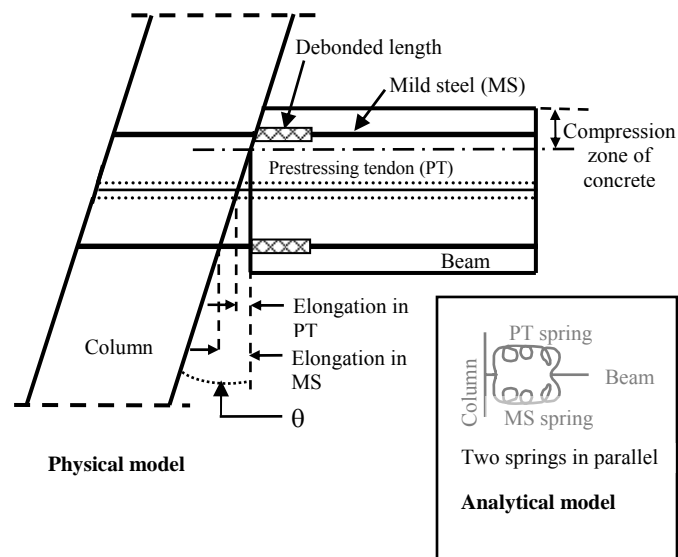 Debonded length
Mild steel (MS)
Compression
zone of
concrete
Prestressing tendon (PT)
Beam
Elongation in
PT
Column
Elongation in
MS
θ
Physical model
PT spring
Column
Beam
MS spring
Two springs in parallel
Analytical model